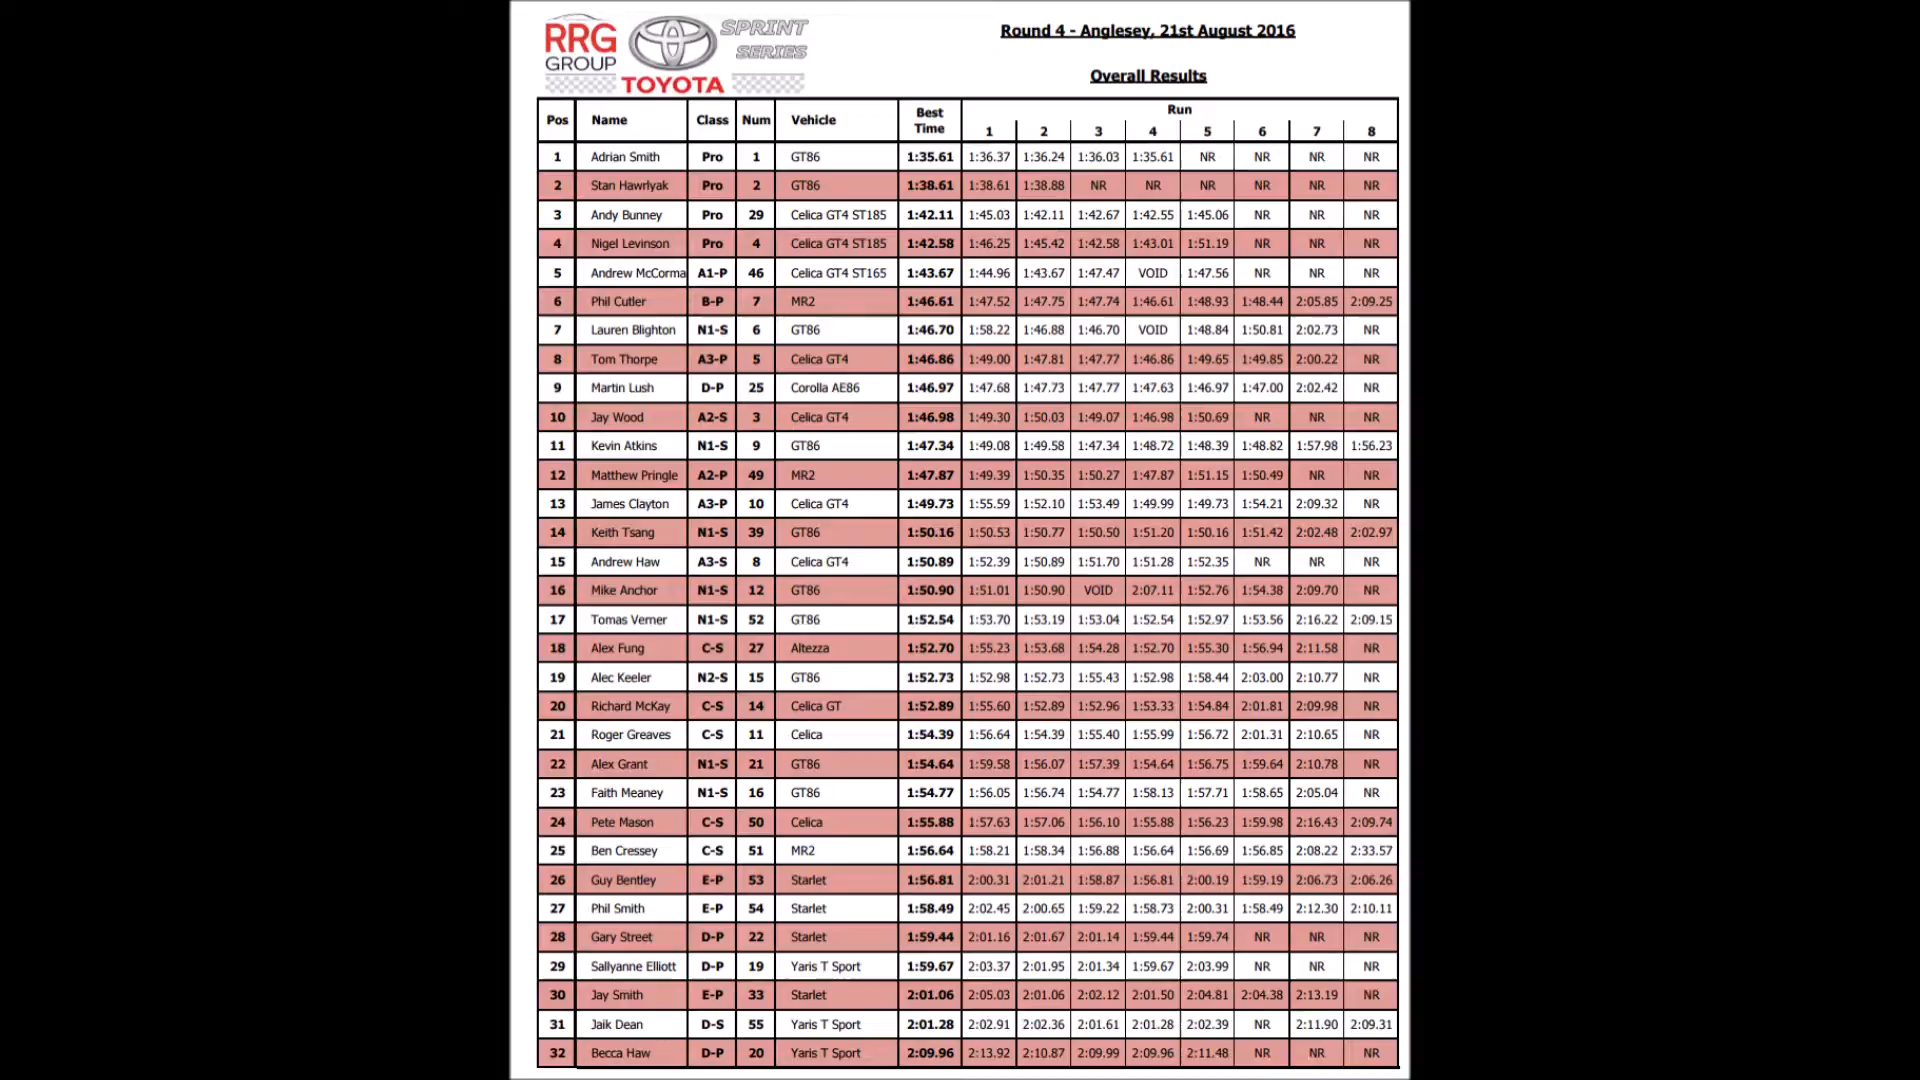 RRG
GROUP
TOYOTA
SPRINT
SERIES
Round 4 - Anglesey, 21st August 2016
Overall Results
Pos Name Class Num Vehicle Best Time Run
1 2 3 4 5 6 7 8
1 Adrian Smith Pro 1 GT86 1:35.61 1:36.37 1:36.24 1:36.03 1:35.61 NR NR NR NR
2 Stan Hawrlyak Pro 2 GT86 1:38.61 1:38.61 1:38.88 NR NR NR NR NR NR
3 Andy Bunney Pro 29 Celica GT4 ST185 1:42.11 1:45.03 1:42.11 1:42.67 1:42.55 1:45.06 NR NR NR
4 Nigel Levinson Pro 4 Celica GT4 ST185 1:42.58 1:46.25 1:45.42 1:42.58 1:43.01 1:51.19 NR NR NR
5 Andrew McCorma A1-P 46 Celica GT4 ST165 1:43.67 1:44.96 1:43.67 1:47.47 VOID 1:47.56 NR NR NR
6 Phil Cutler B-P 7 MR2 1:46.61 1:47.52 1:47.75 1:47.74 1:46.61 1:48.93 1:48.44 2:05.85 2:09.25
7 Lauren Blighton N1-S 6 GT86 1:46.70 1:58.22 1:46.88 1:46.70 VOID 1:48.84 1:50.81 2:02.73 NR
8 Tom Thorpe A3-P 5 Celica GT4 1:46.86 1:49.00 1:47.81 1:47.77 1:46.86 1:49.65 1:49.85 2:00.22 NR
9 Martin Lush D-P 25 Corolla AE86 1:46.97 1:47.68 1:47.73 1:47.77 1:47.63 1:46.97 1:47.00 2:02.42 NR
10 Jay Wood A2-S 3 Celica GT4 1:46.98 1:49.30 1:50.03 1:49.07 1:46.98 1:50.69 NR NR NR
11 Kevin Atkins N1-S 9 GT86 1:47.34 1:49.08 1:49.58 1:47.34 1:48.72 1:48.39 1:48.82 1:57.98 1:56.23
12 Matthew Pringle A2-P 49 MR2 1:47.87 1:49.39 1:50.35 1:50.27 1:47.87 1:51.15 1:50.49 NR NR
13 James Clayton A3-P 10 Celica GT4 1:49.73 1:55.59 1:52.10 1:53.49 1:49.99 1:49.73 1:54.21 2:09.32 NR
14 Keith Tsang N1-S 39 GT86 1:50.16 1:50.53 1:50.77 1:50.50 1:51.20 1:50.16 1:51.42 2:02.48 2:02.97
15 Andrew Haw A3-S 8 Celica GT4 1:50.89 1:52.39 1:50.89 1:51.70 1:51.28 1:52.35 NR NR NR
16 Mike Anchor N1-S 12 GT86 1:50.90 1:51.01 1:50.90 VOID 2:07.11 1:52.76 1:54.38 2:09.70 NR
17 Tomas Verner N1-S 52 GT86 1:52.54 1:53.70 1:53.19 1:53.04 1:52.54 1:52.97 1:53.56 2:16.22 2:09.15
18 Alex Fung C-S 27 Altezza 1:52.70 1:55.23 1:53.68 1:54.28 1:52.70 1:55.30 1:56.94 2:11.58 NR
19 Alec Keeler N2-S 15 GT86 1:52.73 1:52.98 1:52.73 1:55.43 1:52.98 1:58.44 2:03.00 2:10.77 NR
20 Richard McKay C-S 14 Celica GT 1:52.89 1:55.60 1:52.89 1:52.96 1:53.33 1:54.84 2:01.81 2:09.98 NR
21 Roger Greaves C-S 11 Celica 1:54.39 1:56.64 1:54.39 1:55.40 1:55.99 1:56.72 2:01.31 2:10.65 NR
22 Alex Grant N1-S 21 GT86 1:54.64 1:59.58 1:56.07 1:57.39 1:54.64 1:56.75 1:59.64 2:10.78 NR
23 Faith Meaney N1-S 16 GT86 1:54.77 1:56.05 1:56.74 1:54.77 1:58.13 1:57.71 1:58.65 2:05.04 NR
24 Pete Mason C-S 50 Celica 1:55.88 1:57.63 1:57.06 1:56.10 1:55.88 1:56.23 1:59.98 2:16.43 2:09.74
25 Ben Cressey C-S 51 MR2 1:56.64 1:58.21 1:58.34 1:56.88 1:56.64 1:56.69 1:56.85 2:08.22 2:33.57
26 Guy Bentley E-P 53 Starlet 1:56.81 2:00.31 2:01.21 1:58.87 1:56.81 2:00.19 1:59.19 2:06.73 2:06.26
27 Phil Smith E-P 54 Starlet 1:58.49 2:02.45 2:00.65 1:59.22 1:58.73 2:00.31 1:58.49 2:12.30 2:10.11
28 Gary Street D-P 22 Starlet 1:59.44 2:01.16 2:01.67 2:01.14 1:59.44 1:59.74 NR NR NR
29 Sallyanne Elliott D-P 19 Yaris T Sport 1:59.67 2:03.37 2:01.95 2:01.34 1:59.67 2:03.99 NR NR NR
30 Jay Smith E-P 33 Starlet 2:01.06 2:05.03 2:01.06 2:02.12 2:01.50 2:04.81 2:04.38 2:13.19 NR
31 Jaik Dean D-S 55 Yaris T Sport 2:01.28 2:02.91 2:02.36 2:01.61 2:01.28 2:02.39 NR 2:11.90 2:09.31
32 Becca Haw D-P 20 Yaris T Sport 2:09.96 2:13.92 2:10.87 2:09.99 2:09.96 2:11.48 NR NR NR